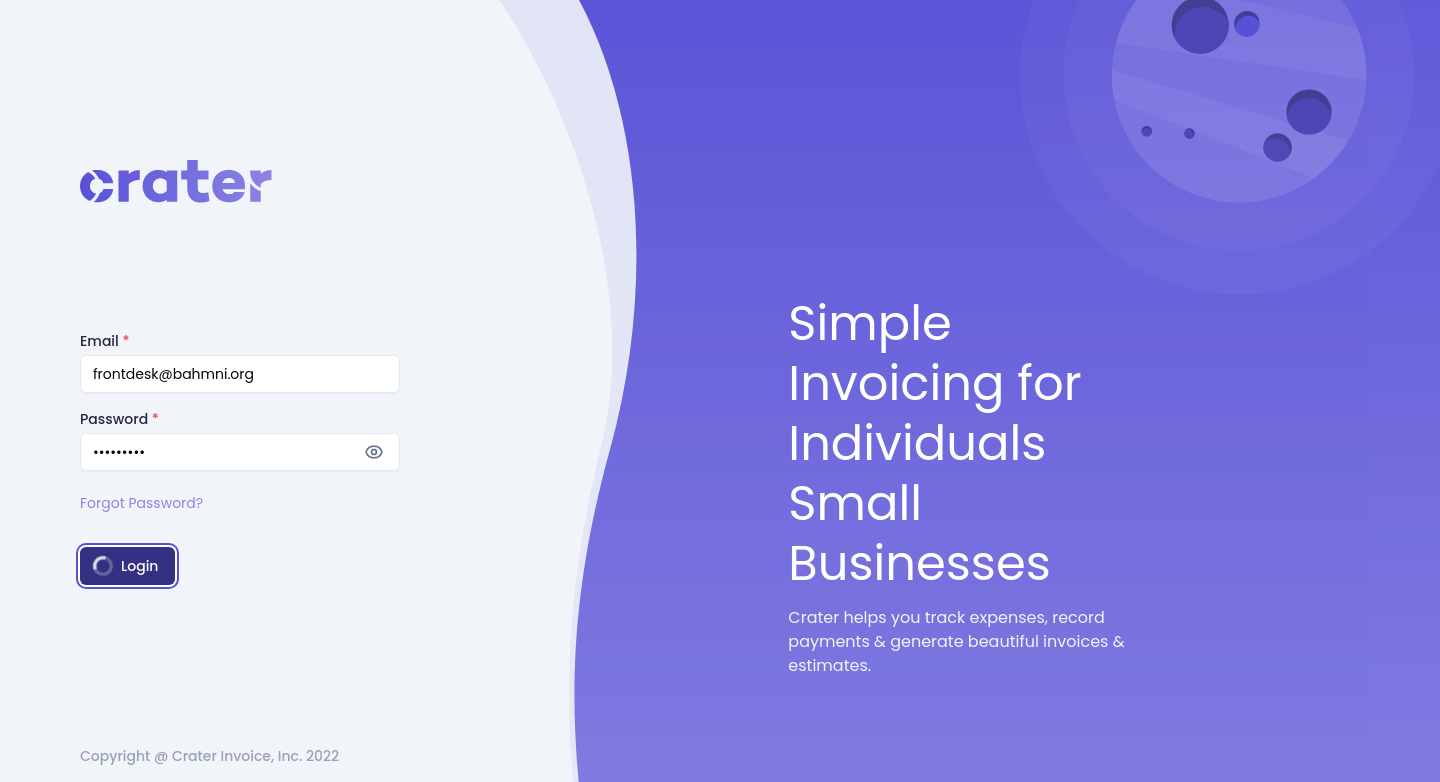 crater
Email *
frontdesk@bahmni.org
Password *
•••••••••
Forgot Password?
Login
Copyright @ Crater Invoice, Inc. 2022
Simple
Invoicing for
Individuals
Small
Businesses
Crater helps you track expenses, record
payments & generate beautiful invoices &
estimates.